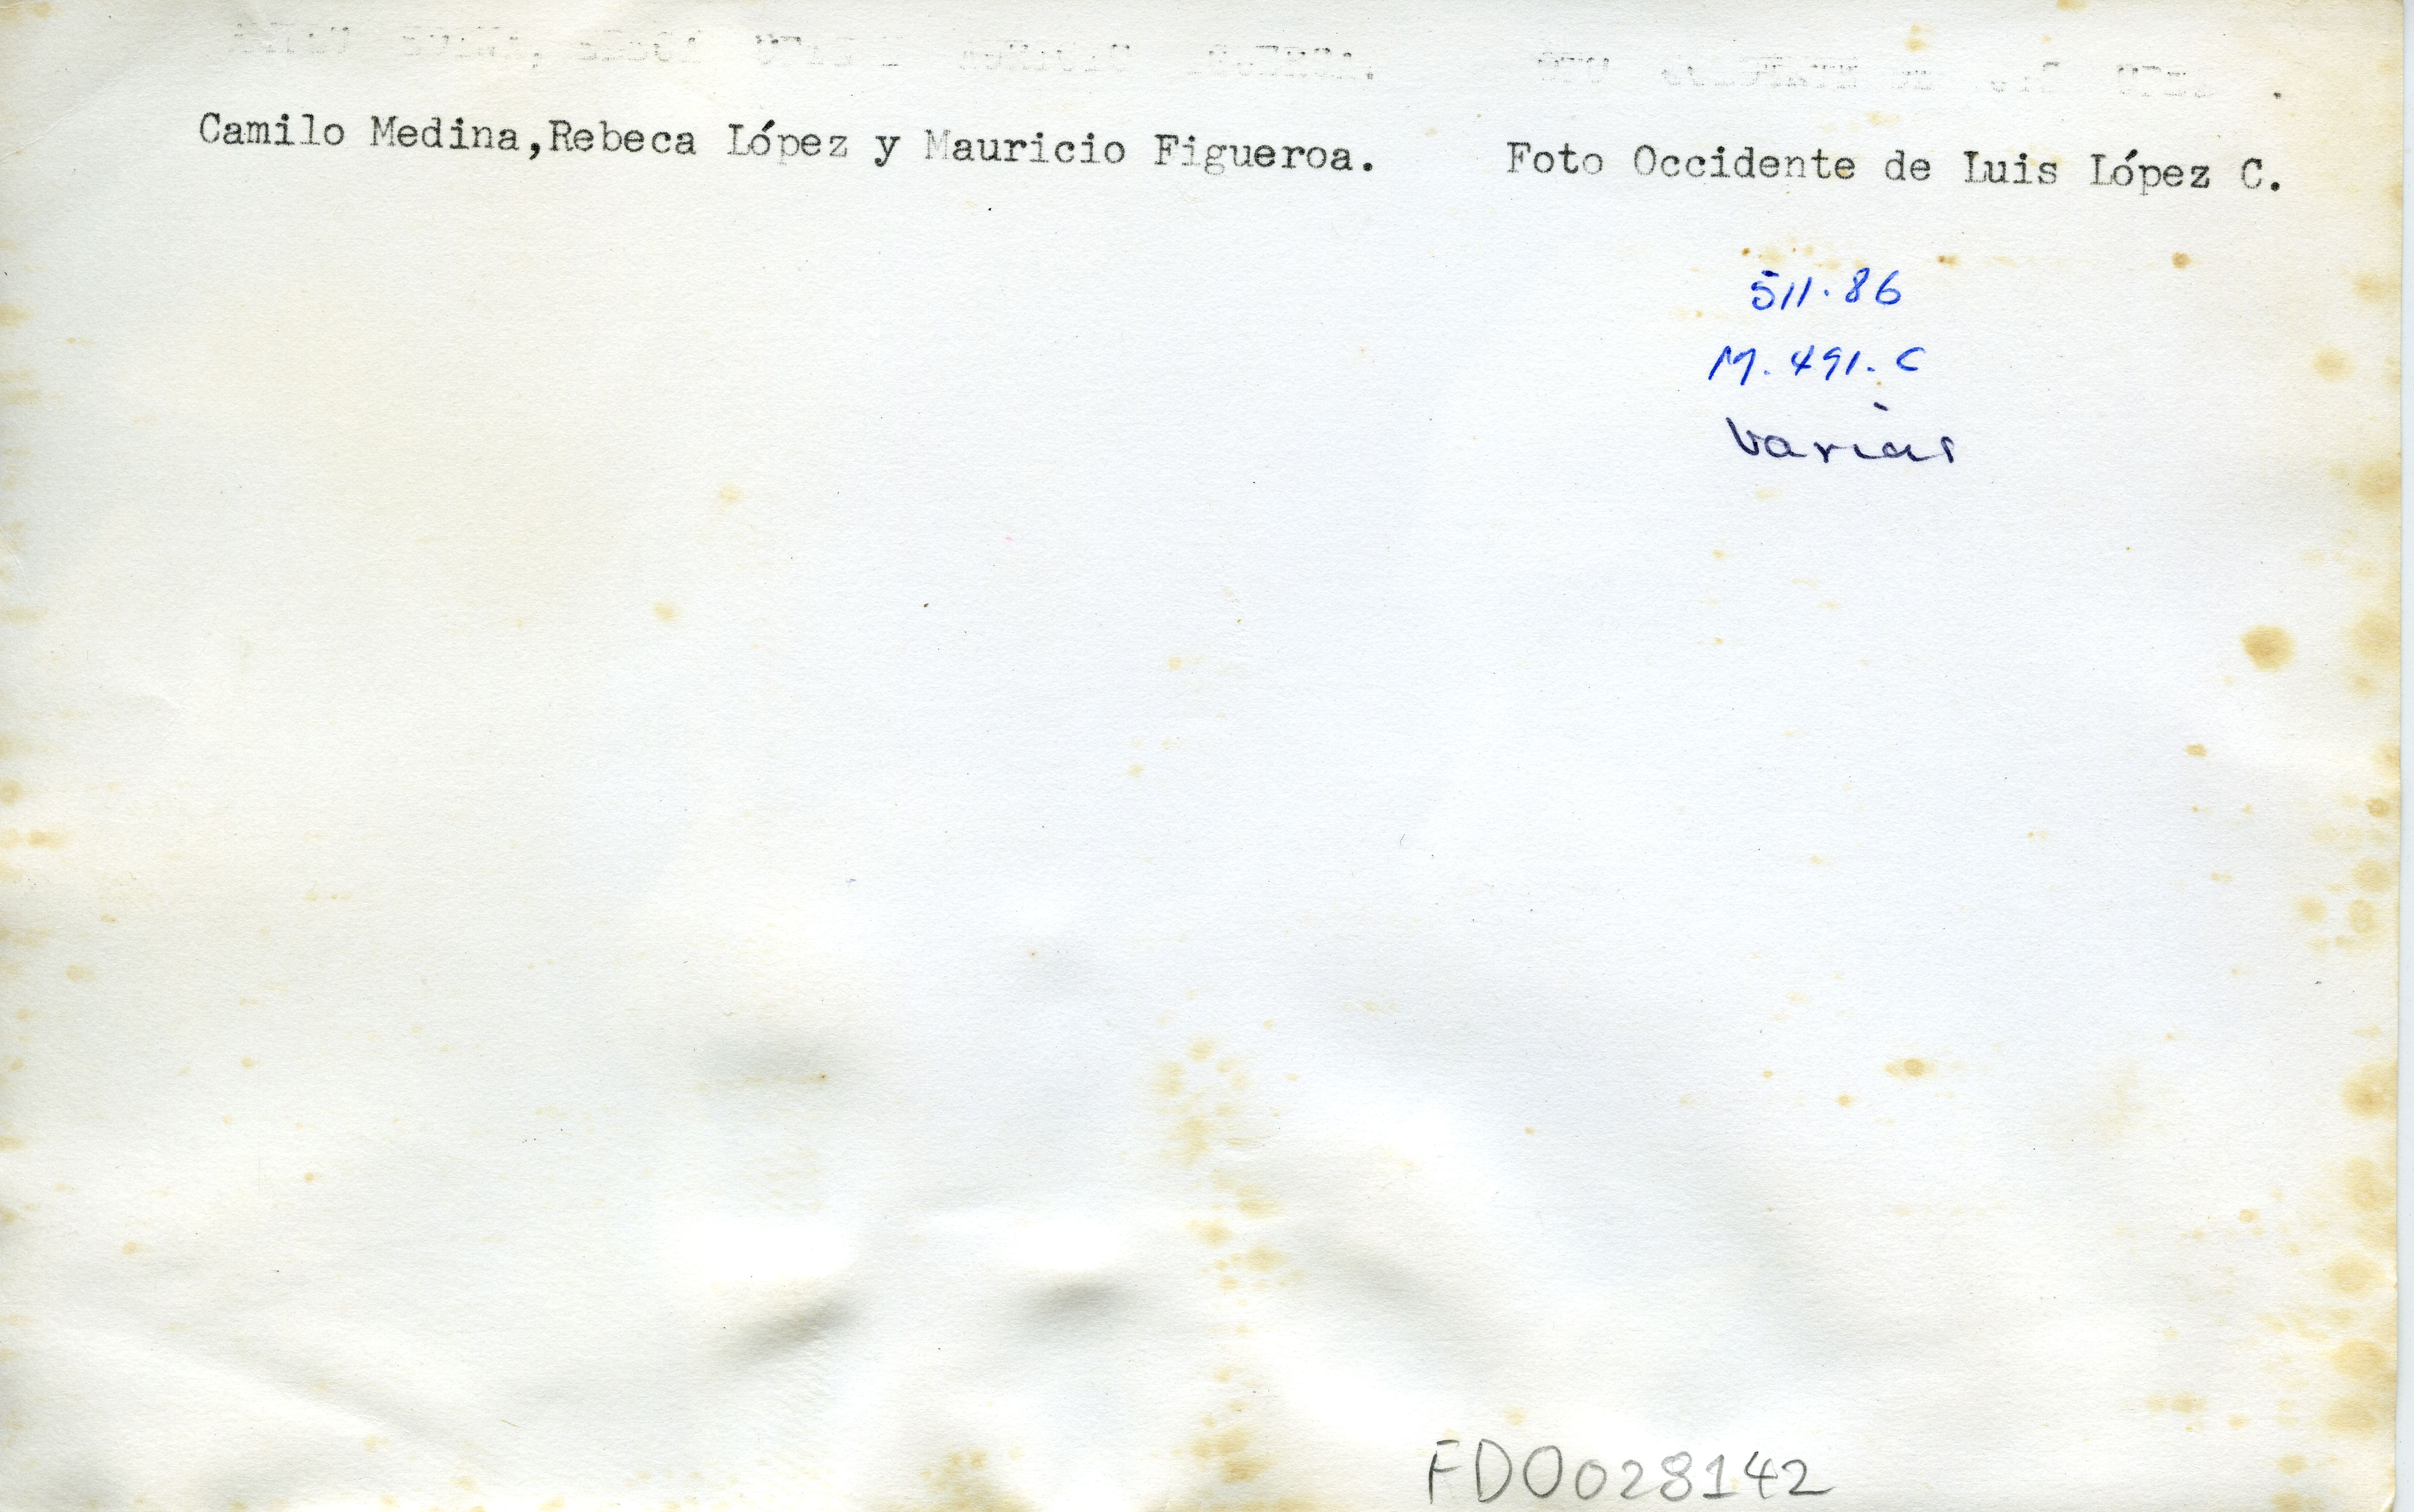 Camilo Medina,Rebeca López y Mauricio Figueroa. Foto Occidente de Luis López C.
511.86
M. 491. C
Varias
FD0028142